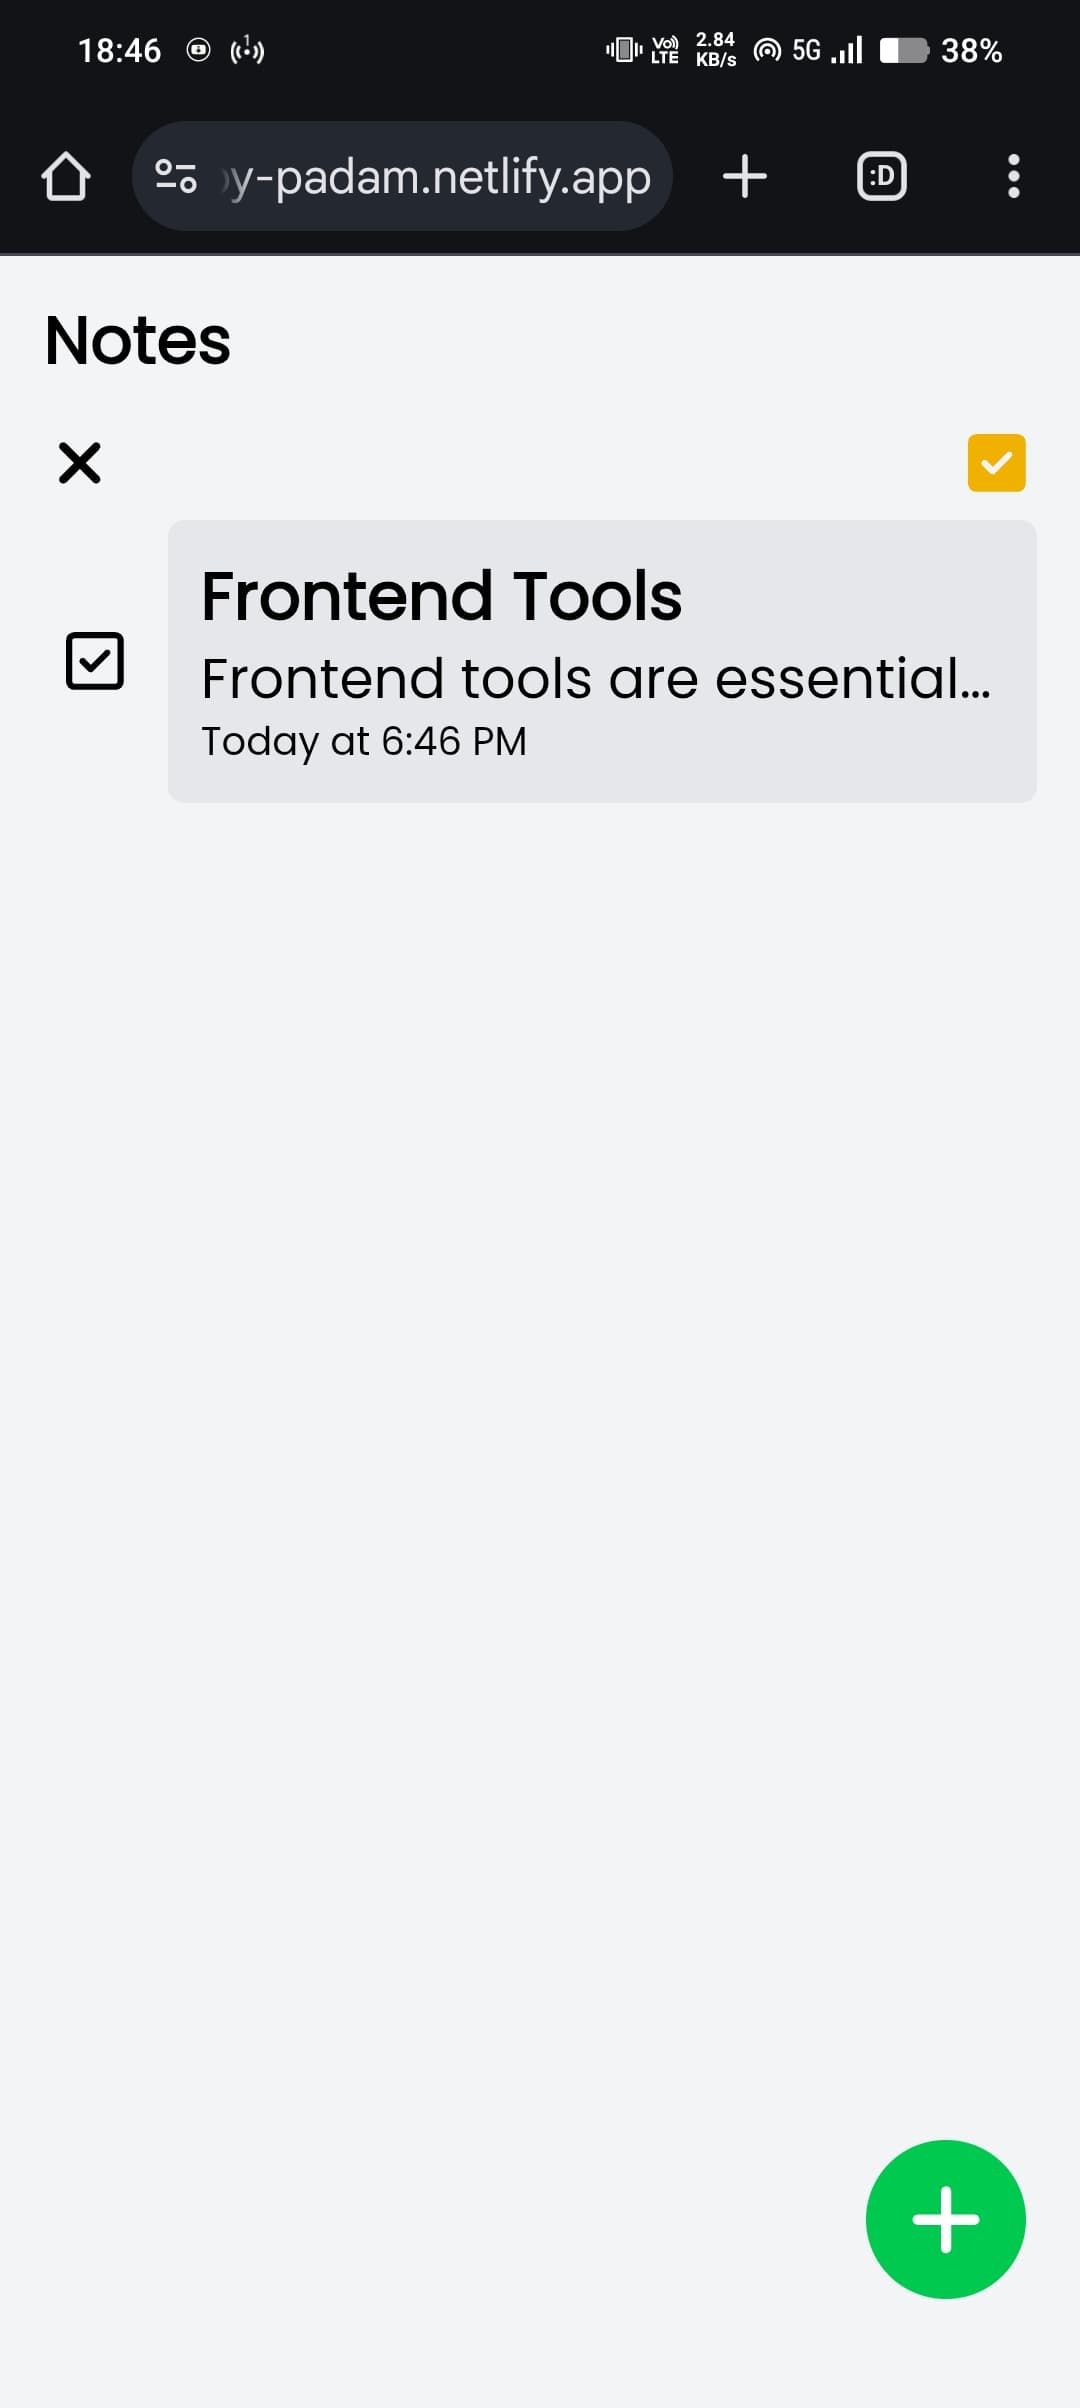 18:46
1
Vo)) LTE 2.84 KB/s 5G 38%
y-padam.netlify.app
:D
Notes
Frontend Tools
Frontend tools are essential...
Today at 6:46 PM